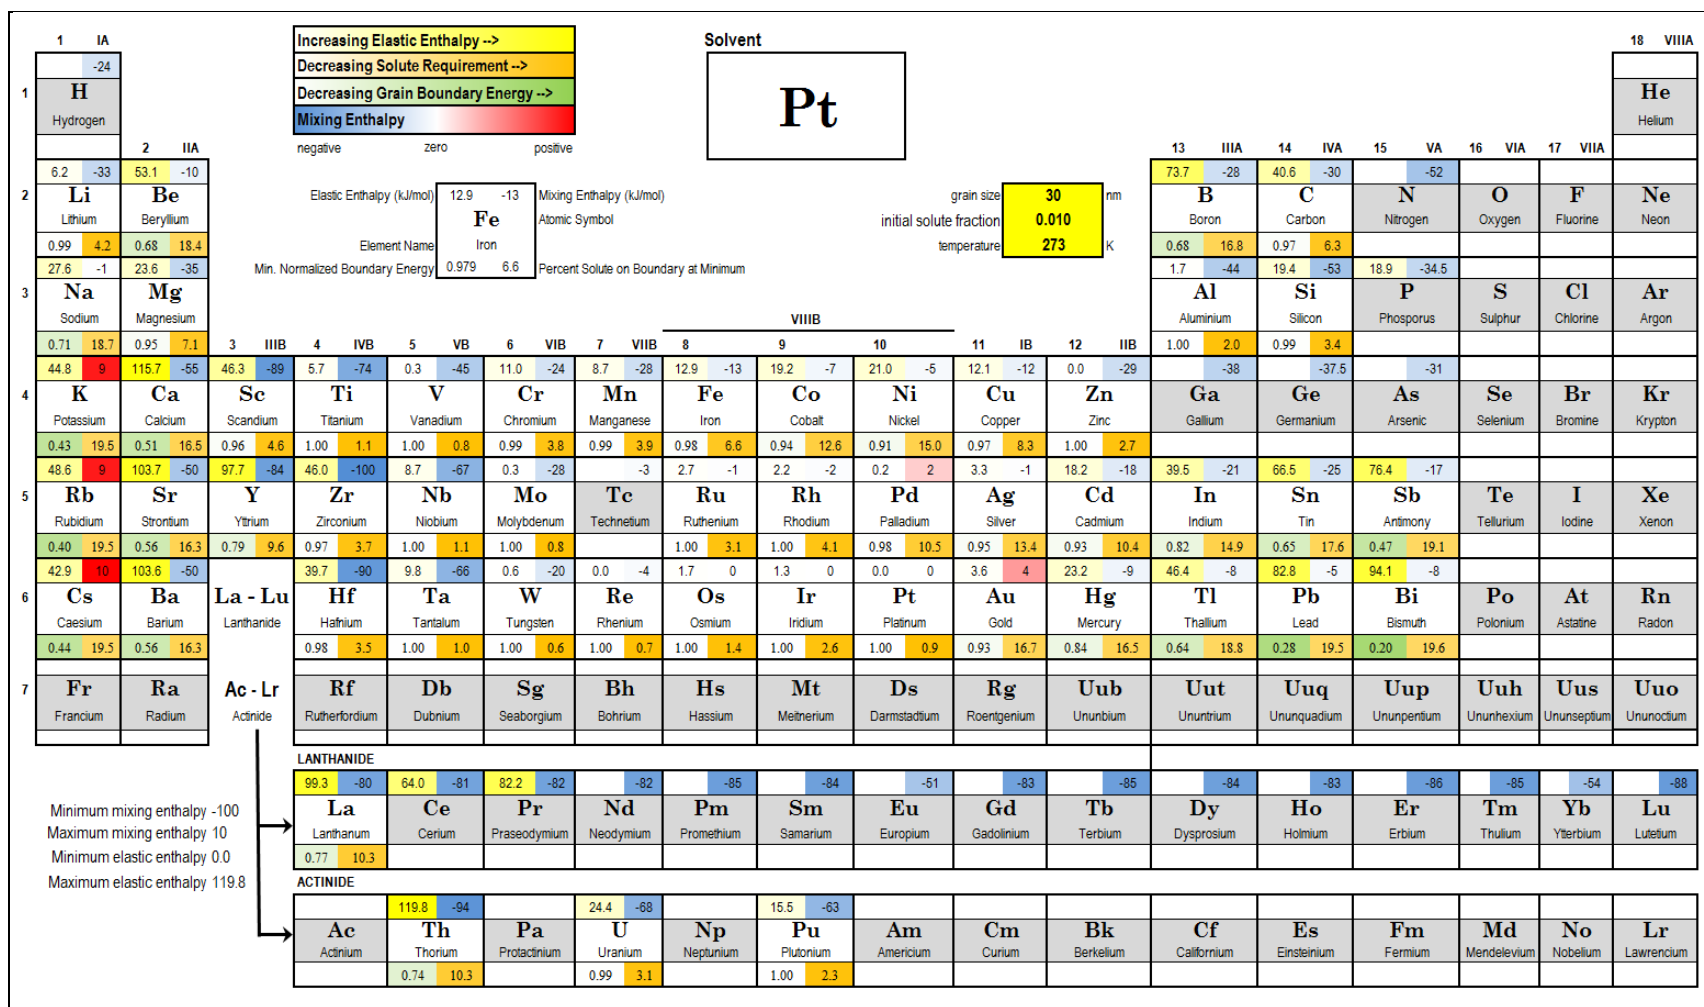 1 IA
Increasing Elastic Enthalpy -->
Solvent
18 VIIIA
-24
Decreasing Solute Requirement -->
1 H
Decreasing Grain Boundary Energy -->
Pt
He
Hydrogen
Mixing Enthalpy
Helium
2 IIA
negative zero positive
13 IIIA 14 IVA 15 VA 16 VIA 17 VIIA
6.2 -33 53.1 -10
73.7 -28 40.6 -30 -52
2 Li Be
Elastic Enthalpy (kJ/mol) 12.9 -13 Mixing Enthalpy (kJ/mol)
grain size 30 nm
B C N O F Ne
Lithium Beryllium
Fe Atomic Symbol
initial solute fraction 0.010
Boron Carbon Nitrogen Oxygen Fluorine Neon
0.99 4.2 0.68 18.4
Element Name Iron
temperature 273 K
0.68 16.8 0.97 6.3
27.6 -1 23.6 -35
Min. Normalized Boundary Energy 0.979 6.6 Percent Solute on Boundary at Minimum
1.7 -44 19.4 -53 18.9 -34.5
3 Na Mg Al Si P S Cl Ar
Sodium Magnesium Aluminium Silicon Phosporus Sulphur Chlorine Argon
VIIIB
0.71 18.7 0.95 7.1 3 IIIB 4 IVB 5 VB 6 VIB 7 VIIB 8 9 10 11 IB 12 IIB 1.00 2.0 0.99 3.4
44.8 9 115.7 -55 46.3 -89 5.7 -74 0.3 -45 11.0 -24 8.7 -28 12.9 -13 19.2 -7 21.0 -5 12.1 -12 0.0 -29 -38 -37.5 -31
4 K Ca Sc Ti V Cr Mn Fe Co Ni Cu Zn Ga Ge As Se Br Kr
Potassium Calcium Scandium Titanium Vanadium Chromium Manganese Iron Cobalt Nickel Copper Zinc Gallium Germanium Arsenic Selenium Bromine Krypton
0.43 19.5 0.51 16.5 0.96 4.6 1.00 1.1 1.00 0.8 0.99 3.8 0.99 3.9 0.98 6.6 0.94 12.6 0.91 15.0 0.97 8.3 1.00 2.7
48.6 9 103.7 -50 97.7 -84 46.0 -100 8.7 -67 0.3 -28 -3 2.7 -1 2.2 -2 0.2 2 3.3 -1 18.2 -18 39.5 -21 66.5 -25 76.4 -17
5 Rb Sr Y Zr Nb Mo Tc Ru Rh Pd Ag Cd In Sn Sb Te I Xe
Rubidium Strontium Yttrium Zirconium Niobium Molybdenum Technetium Ruthenium Rhodium Palladium Silver Cadmium Indium Tin Antimony Tellurium Iodine Xenon
0.40 19.5 0.56 16.3 0.79 9.6 0.97 3.7 1.00 1.1 1.00 0.8 1.00 3.1 1.00 4.1 0.98 10.5 0.95 13.4 0.93 10.4 0.82 14.9 0.65 17.6 0.47 19.1
42.9 10 103.6 -50 39.7 -90 9.8 -66 0.6 -20 0.0 -4 1.7 0 1.3 0 0.0 0 3.6 4 23.2 -9 46.4 -8 82.8 -5 94.1 -8
6 Cs Ba La - Lu Hf Ta W Re Os Ir Pt Au Hg Tl Pb Bi Po At Rn
Caesium Barium Lanthanide Hafnium Tantalum Tungsten Rhenium Osmium Iridium Platinum Gold Mercury Thallium Lead Bismuth Polonium Astatine Radon
0.44 19.5 0.56 16.3 0.98 3.5 1.00 1.0 1.00 0.6 1.00 0.7 1.00 1.4 1.00 2.6 1.00 0.9 0.93 16.7 0.84 16.5 0.64 18.8 0.28 19.5 0.20 19.6
7 Fr Ra Ac - Lr Rf Db Sg Bh Hs Mt Ds Rg Uub Uut Uuq Uup Uuh Uus Uuo
Francium Radium Actinide Rutherfordium Dubnium Seaborgium Bohrium Hassium Meitnerium Darmstadtium Roentgenium Ununbium Ununtrium Ununquadium Ununpentium Ununhexium Ununseptium Ununoctium
LANTHANIDE
99.3 -80 64.0 -81 82.2 -82 -82 -85 -84 -51 -83 -85 -84 -83 -86 -85 -54 -88
La Ce Pr Nd Pm Sm Eu Gd Tb Dy Ho Er Tm Yb Lu
Lanthanum Cerium Praseodymium Neodymium Promethium Samarium Europium Gadolinium Terbium Dysprosium Holmium Erbium Thulium Ytterbium Lutetium
0.77 10.3
Minimum mixing enthalpy -100
Maximum mixing enthalpy 10
Minimum elastic enthalpy 0.0
Maximum elastic enthalpy 119.8
ACTINIDE
119.8 -94 24.4 -68 15.5 -63
Ac Th Pa U Np Pu Am Cm Bk Cf Es Fm Md No Lr
Actinium Thorium Protactinium Uranium Neptunium Plutonium Americium Curium Berkelium Californium Einsteinium Fermium Mendelevium Nobelium Lawrencium
0.74 10.3 0.99 3.1 1.00 2.3